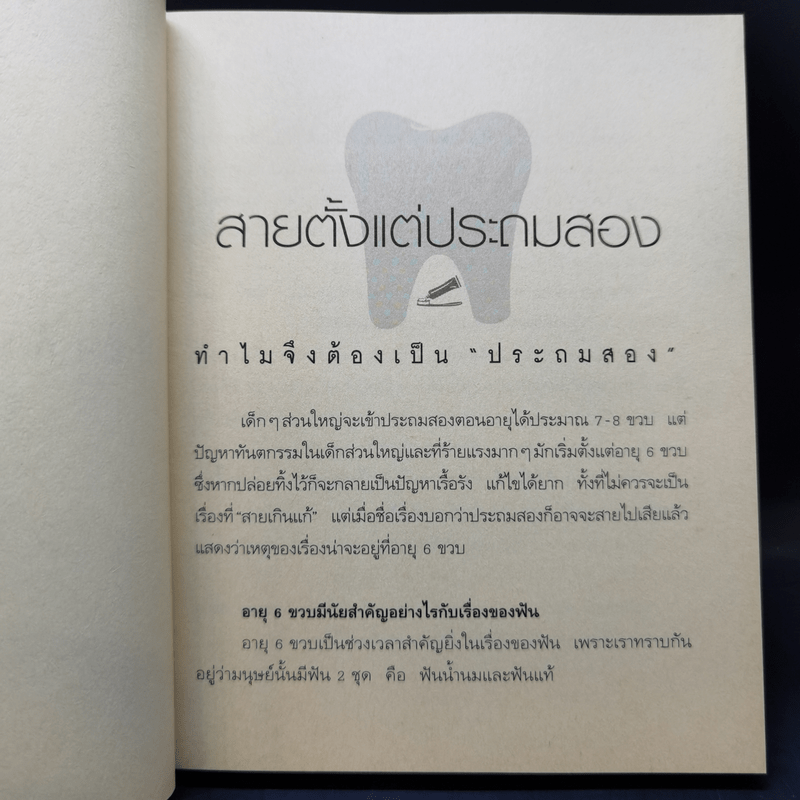 สายตั้งแต่ประถมสอง
ทำไมจึงต้องเป็น "ประถมสอง"
เด็กๆ ส่วนใหญ่จะเข้าประถมสองตอนอายุได้ประมาณ 7-8 ขวบ แต่
ปัญหาทันตกรรมในเด็กส่วนใหญ่และที่ร้ายแรงมากๆ มักเริ่มตั้งแต่อายุ 6 ขวบ
ซึ่งหากปล่อยทิ้งไว้ก็จะกลายเป็นปัญหาเรื้อรัง แก้ไขได้ยาก ทั้งที่ไม่ควรจะเป็น
เรื่องที่ "สายเกินแก้" แต่เมื่อชื่อเรื่องบอกว่าประถมสองก็อาจจะสายไปเสียแล้ว
แสดงว่าเหตุของเรื่องน่าจะอยู่ที่อายุ 6 ขวบ
อายุ 6 ขวบมีนัยสำคัญอย่างไรกับเรื่องของฟัน
อายุ 6 ขวบเป็นช่วงเวลาสำคัญยิ่งในเรื่องของฟัน เพราะเราทราบกัน
อยู่ว่ามนุษย์นั้นมีฟัน 2 ชุด คือ ฟันน้ำนมและฟันแท้